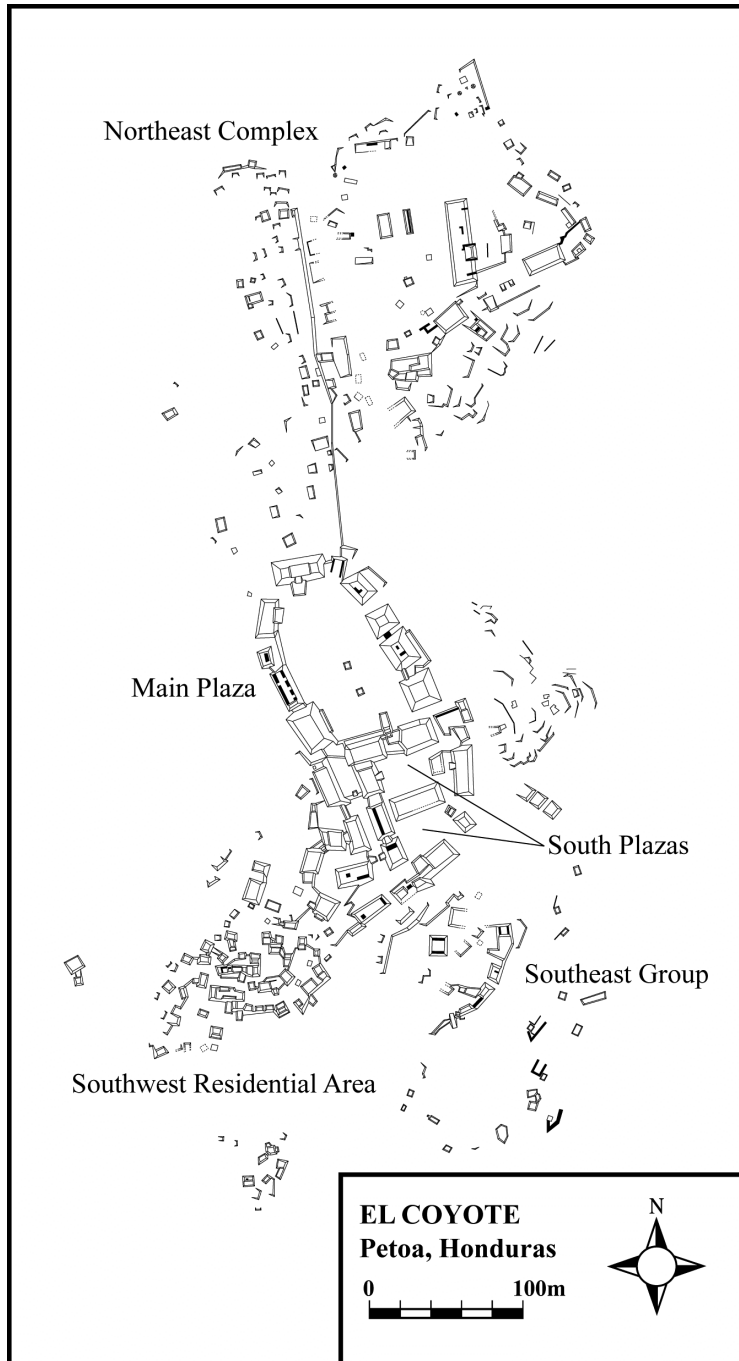 Northeast Complex
Main Plaza
South Plazas
Southeast Group
Southwest Residential Area
EL COYOTE
Petoa, Honduras
0 100m
N